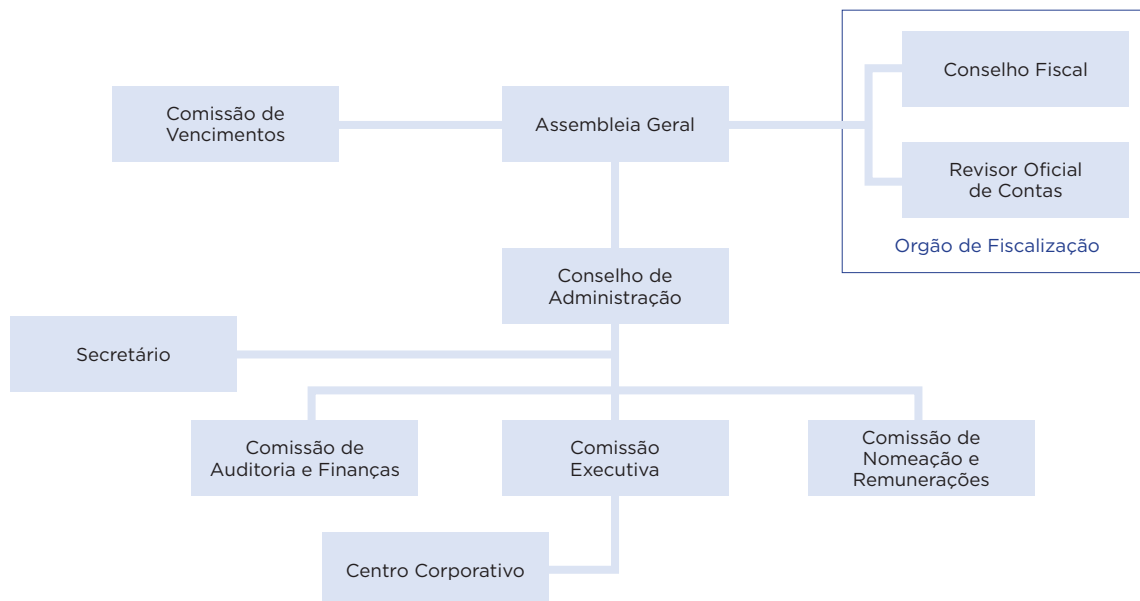 Conselho Fiscal
Comissão de
Vencimentos
Assembleia Geral
Revisor Oficial
de Contas
Orgão de Fiscalização
Conselho de
Administração
Secretário
Comissão de
Auditoria e Finanças
Comissão
Executiva
Comissão de
Nomeação e
Remunerações
Centro Corporativo